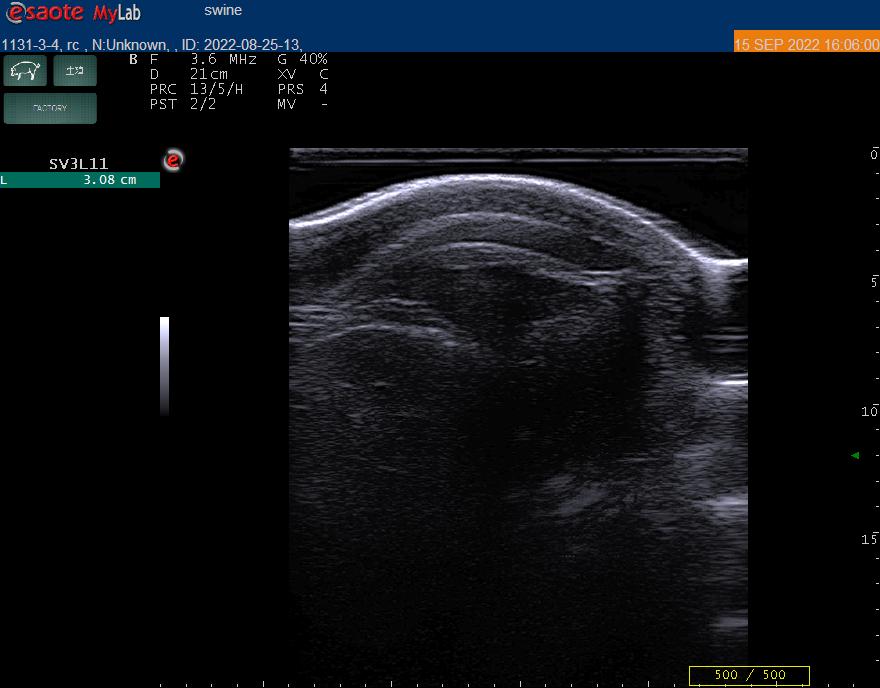 esaote MyLab
swine
1131-3-4, rc , N:Unknown, , ID: 2022-08-25-13,
15 SEP 2022 16:06:00
B F 3.6 MHz G 40%
D 21cm XV C
PRC 13/5/H PRS 4
PST 2/2 MV -
土豬
FACTORY
SV3L11
e
L 3.08 cm
0
5
10
15
500 / 500